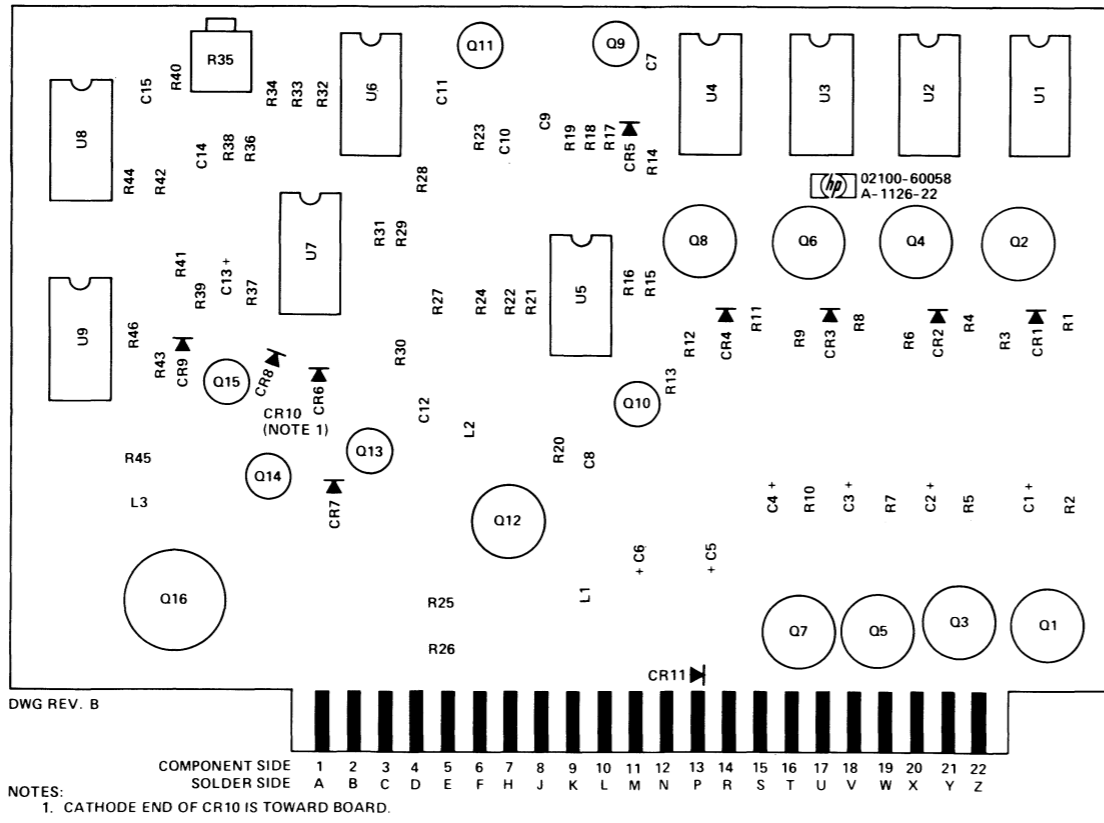 Q11
Q9
R35
R40
C15
R34
R33
R32
U6
C11
C7
U4
U3
U2
U1
U8
C14
R38
R36
R23
C10
C9
R19
R18
R17
CR5
R14
R44
R42
R28
hp
02100-60058
A-1126-22
R31
R29
Q8
Q6
Q4
Q2
R41
R39
C13 +
R37
U7
R27
R24
R22
R21
U5
R16
R15
U9
R46
R43
CR9
CR8
CR6
R30
R12
CR4
R11
R9
CR3
R8
R6
CR2
R4
R3
CR1
R1
Q15
Q10
R13
CR10
(NOTE 1)
C12
L2
Q13
R20
C8
R45
Q14
L3
CR7
Q12
C4 +
R10
C3 +
R7
C2 +
R5
C1 +
R2
+ C6
+ C5
Q16
R25
L1
R26
Q7
Q5
Q3
Q1
CR11
DWG REV. B
COMPONENT SIDE 1 2 3 4 5 6 7 8 9 10 11 12 13 14 15 16 17 18 19 20 21 22
SOLDER SIDE A B C D E F H J K L M N P R S T U V W X Y Z
NOTES:
1. CATHODE END OF CR10 IS TOWARD BOARD.